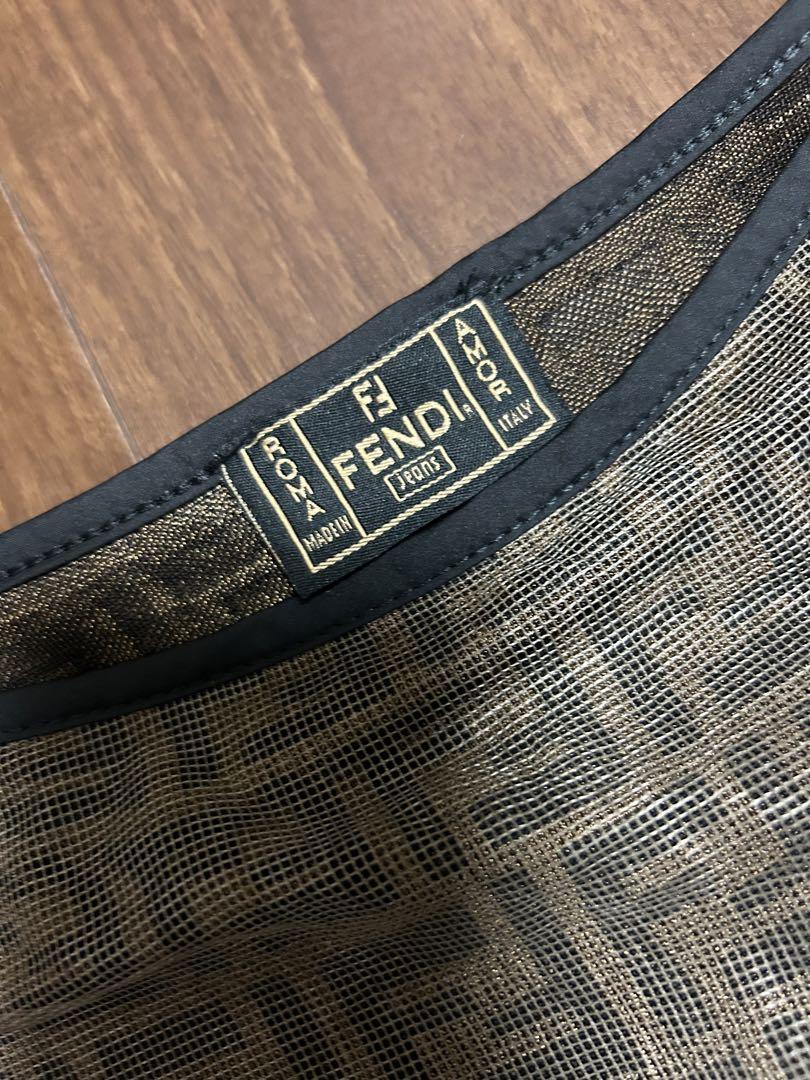 ROMA
MADE IN
FF
FENDI®
Jeans
AMOR
ITALY